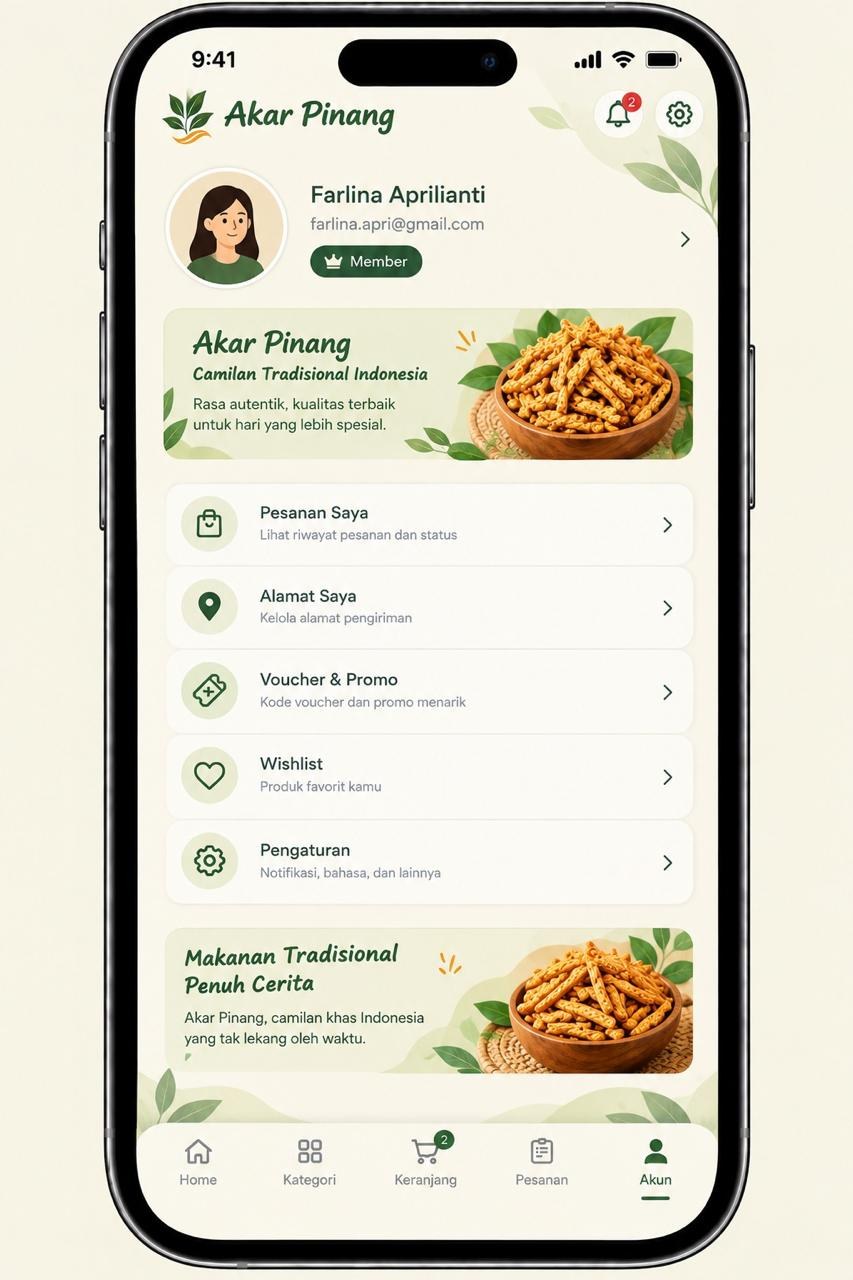 9:41
Akar Pinang
2
Farlina Aprilianti
farlina.apri@gmail.com
Member
Akar Pinang
Camilan Tradisional Indonesia
Rasa autentik, kualitas terbaik
untuk hari yang lebih spesial.
Pesanan Saya
Lihat riwayat pesanan dan status
Alamat Saya
Kelola alamat pengiriman
Voucher & Promo
Kode voucher dan promo menarik
Wishlist
Produk favorit kamu
Pengaturan
Notifikasi, bahasa, dan lainnya
Makanan Tradisional
Penuh Cerita
Akar Pinang, camilan khas Indonesia
yang tak lekang oleh waktu.
2
Home
Kategori
Keranjang
Pesanan
Akun